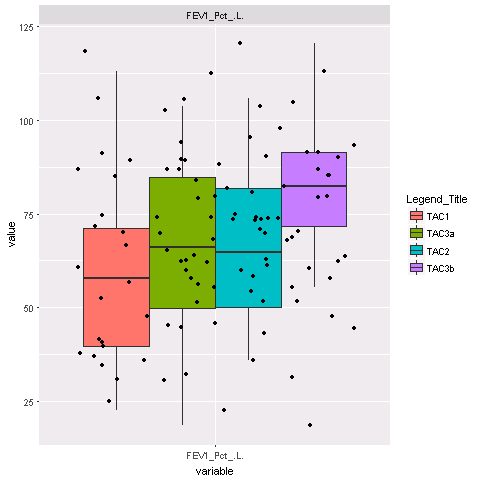 FEV1_Pct_.L.
125
100
75
50
25
value
FEV1_Pct_.L.
variable
Legend_Title
TAC1
TAC3a
TAC2
TAC3b